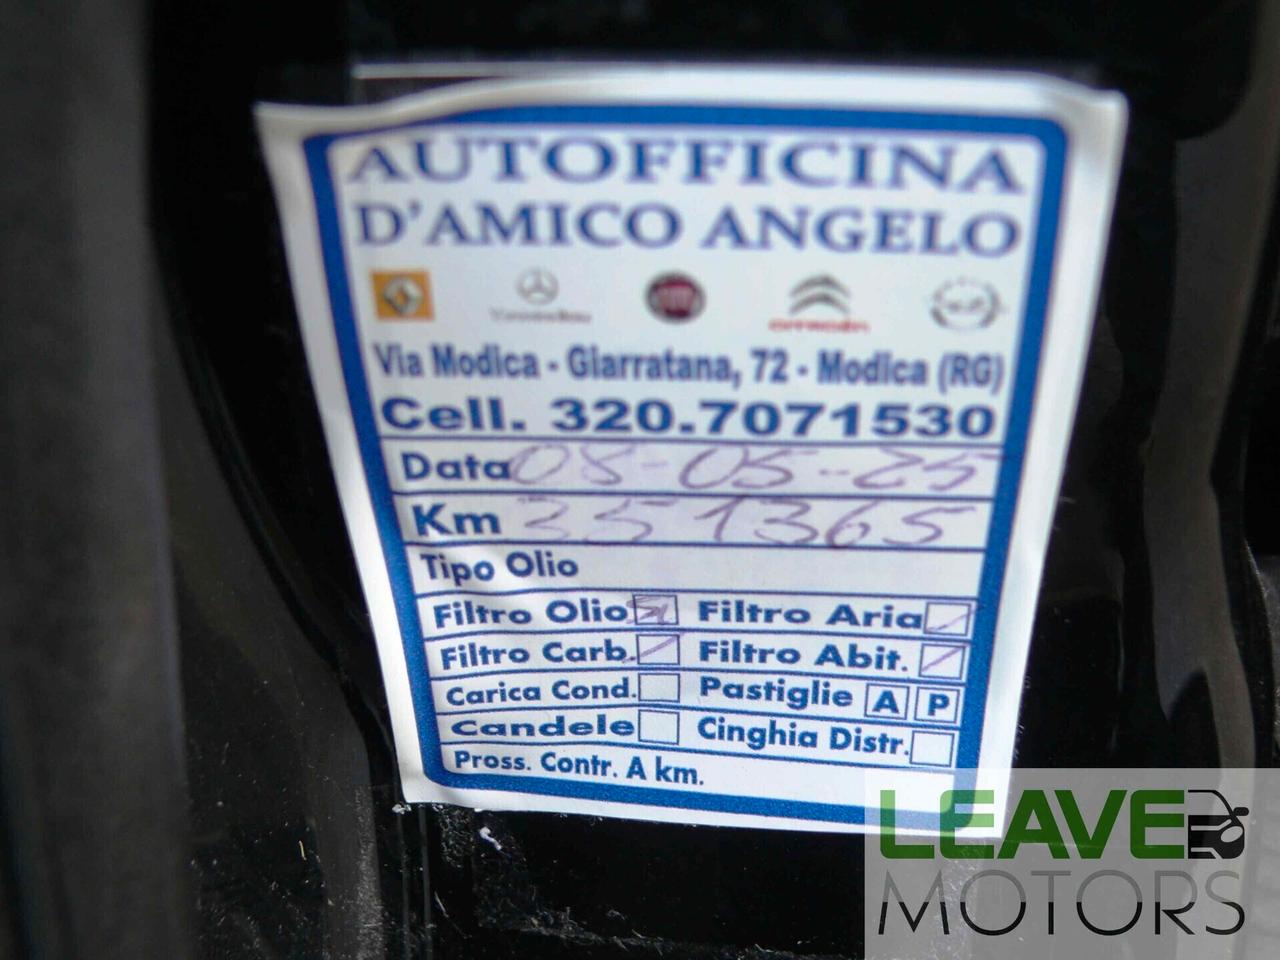 AUTOFFICINA
D'AMICO ANGELO
CITROËN
Via Modica - Giarratana, 72 - Modica (RG)
Cell. 320.7071530
Data 05-25
Km 351365
Tipo Olio
Filtro Olio Filtro Aria
Filtro Carb. Filtro Abit.
Carica Cond. Pastiglie A P
Candele Cinghia Distr.
Pross. Contr. A km.
LEAVE
MOTORS